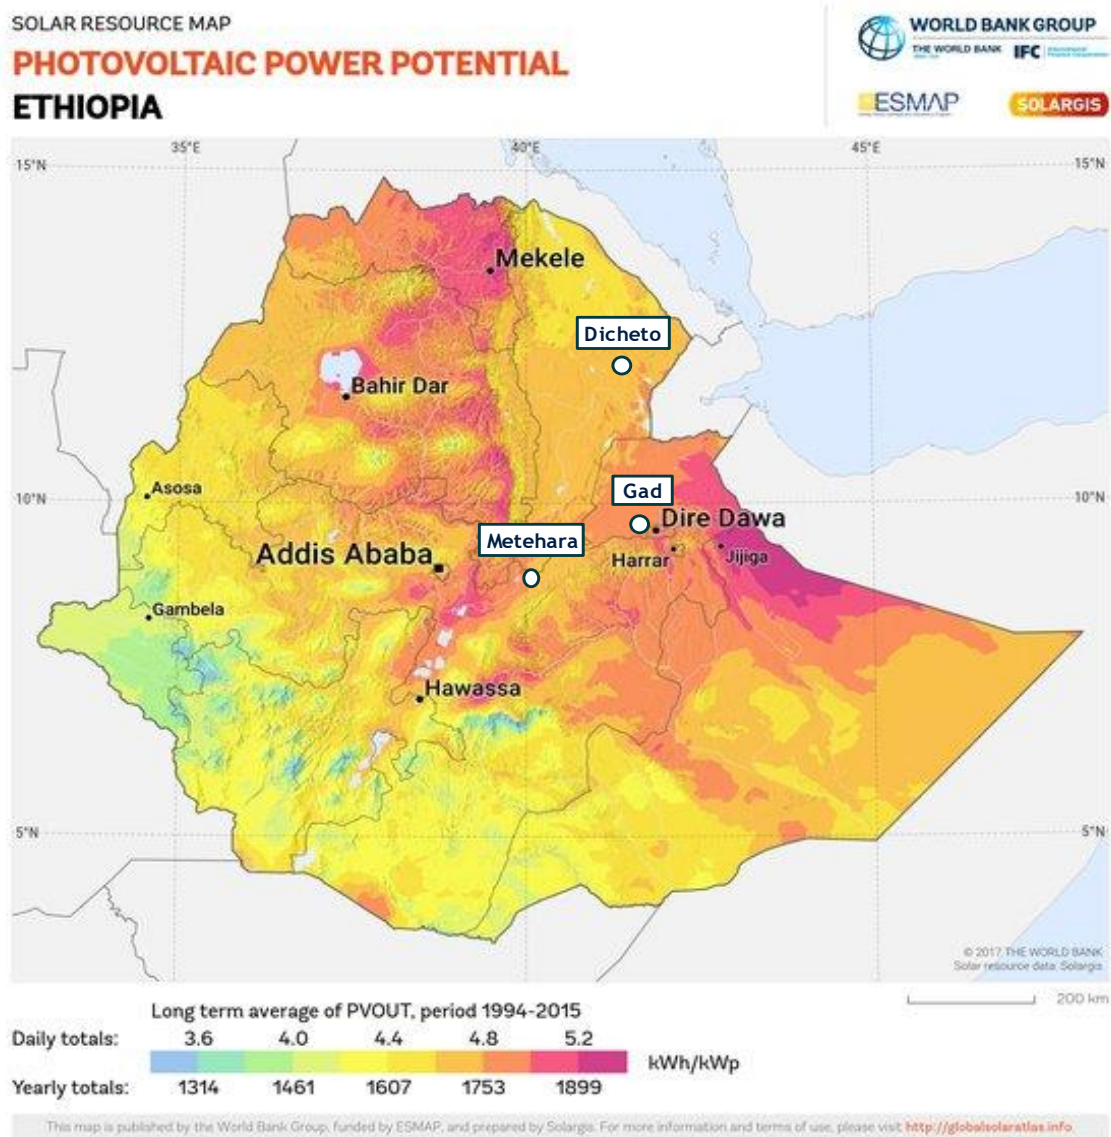 SOLAR RESOURCE MAP
PHOTOVOLTAIC POWER POTENTIAL
ETHIOPIA
WORLD BANK GROUP
THE WORLD BANK
IFC
ESMAP
SOLARGIS
35°E 40°E 45°E
15°N 15°N
Mekele
Dicheto
Bahir Dar
Asosa
Gad
10°N 10°N
Dire Dawa
Metehara
Addis Ababa
Harrar
Jijiga
Gambela
Hawassa
5°N 5°N
© 2017 THE WORLD BANK
Solar resource data: Solargis
200 km
Long term average of PVOUT, period 1994-2015
Daily totals: 3.6 4.0 4.4 4.8 5.2
kWh/kWp
Yearly totals: 1314 1461 1607 1753 1899
This map is published by the World Bank Group, funded by ESMAP, and prepared by Solargis. For more information and terms of use, please visit http://globalsolaratlas.info.